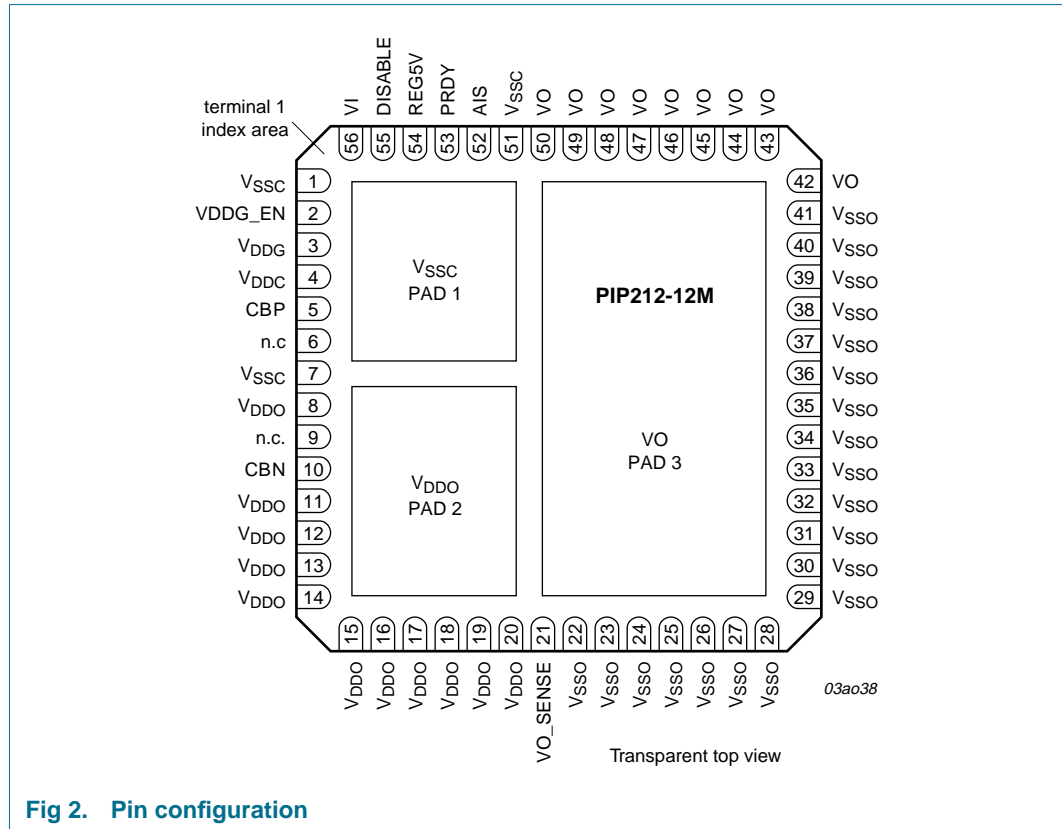 VI
DISABLE
REG5V
PRDY
AIS
VSSC
VO
VO
VO
VO
VO
VO
VO
VO
terminal 1
index area
56 55 54 53 52 51 50 49 48 47 46 45 44 43
VSSC 1
VDDG_EN 2
VDDG 3
VDDC 4
CBP 5
n.c 6
VSSC 7
VDDO 8
n.c. 9
CBN 10
VDDO 11
VDDO 12
VDDO 13
VDDO 14
VSSC
PAD 1
VDDO
PAD 2
PIP212-12M
VO
PAD 3
42 VO
41 VSSO
40 VSSO
39 VSSO
38 VSSO
37 VSSO
36 VSSO
35 VSSO
34 VSSO
33 VSSO
32 VSSO
31 VSSO
30 VSSO
29 VSSO
15 16 17 18 19 20 21 22 23 24 25 26 27 28
VDDO
VDDO
VDDO
VDDO
VDDO
VDDO
VO_SENSE
VSSO
VSSO
VSSO
VSSO
VSSO
VSSO
VSSO
03ao38
Transparent top view
Fig 2. Pin configuration